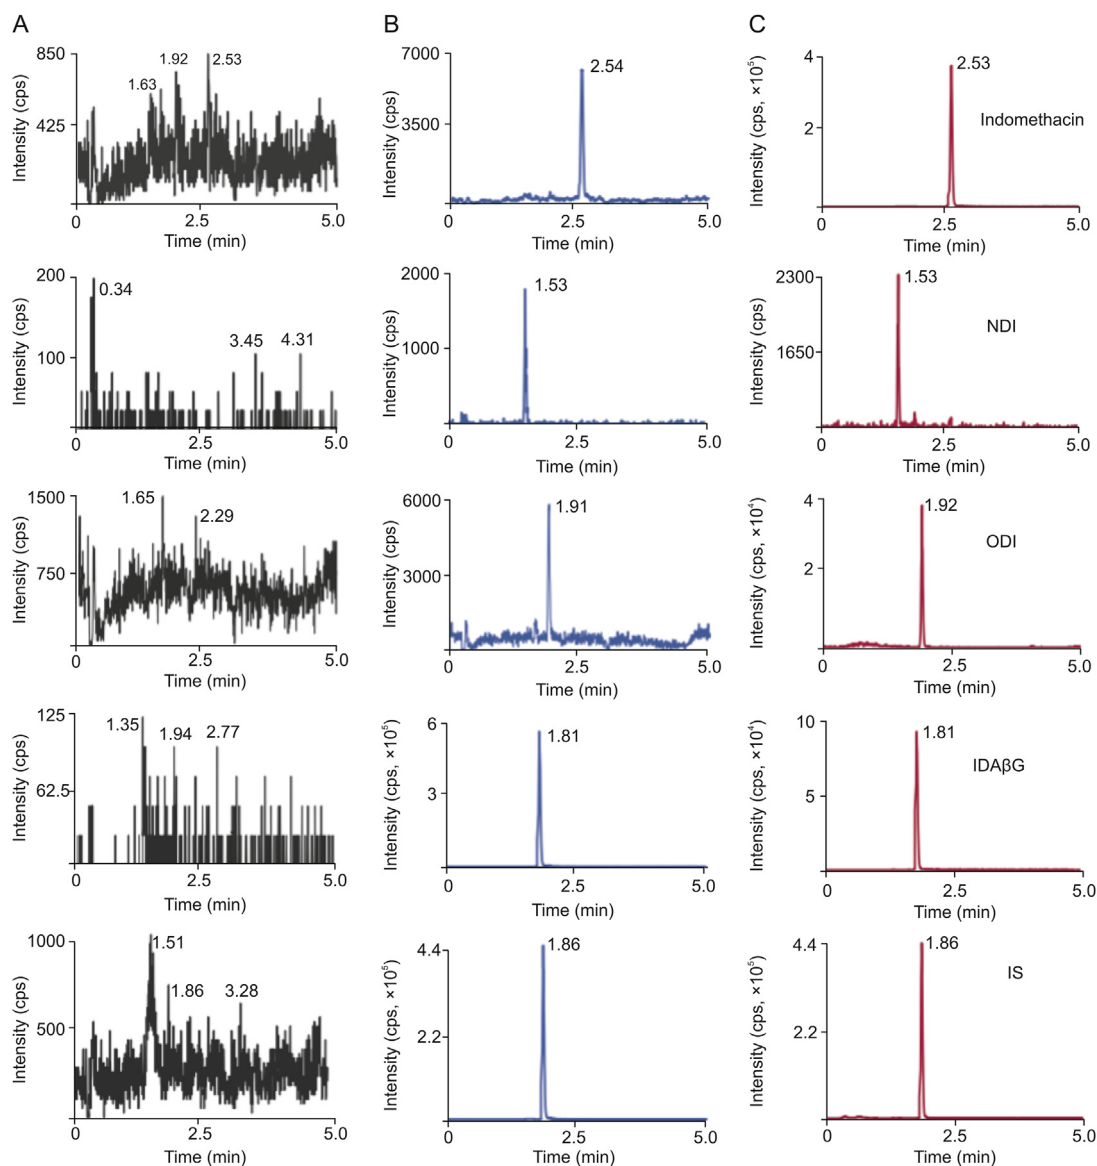 A
B
C
Intensity (cps)
850
425
0
1.63
1.92
2.53
2.5
5.0
Time (min)
Intensity (cps)
7000
3500
0
2.54
0
2.5
5.0
Time (min)
Intensity (cps, ×10⁵)
4
2
0
2.53
Indomethacin
2.5
5.0
Time (min)
Intensity (cps)
200
100
0
0.34
3.45
4.31
2.5
5.0
Time (min)
Intensity (cps)
2000
1000
0
1.53
0
2.5
5.0
Time (min)
Intensity (cps)
2300
1650
0
1.53
NDI
2.5
5.0
Time (min)
Intensity (cps)
1500
750
0
1.65
2.29
2.5
5.0
Time (min)
Intensity (cps)
6000
3000
0
1.91
2.5
5.0
Time (min)
Intensity (cps, ×10⁴)
4
2
0
1.92
ODI
2.5
5.0
Time (min)
Intensity (cps)
125
62.5
0
1.35
1.94
2.77
2.5
5.0
Time (min)
Intensity (cps, ×10⁵)
6
3
0
1.81
2.5
5.0
Time (min)
Intensity (cps, ×10⁴)
10
5
0
1.81
IDAβG
2.5
5.0
Time (min)
Intensity (cps)
1000
500
0
1.51
1.86
3.28
2.5
5.0
Time (min)
Intensity (cps, ×10⁵)
4.4
2.2
0
1.86
2.5
5.0
Time (min)
Intensity (cps, ×10⁵)
4.4
2.2
0
1.86
IS
2.5
5.0
Time (min)